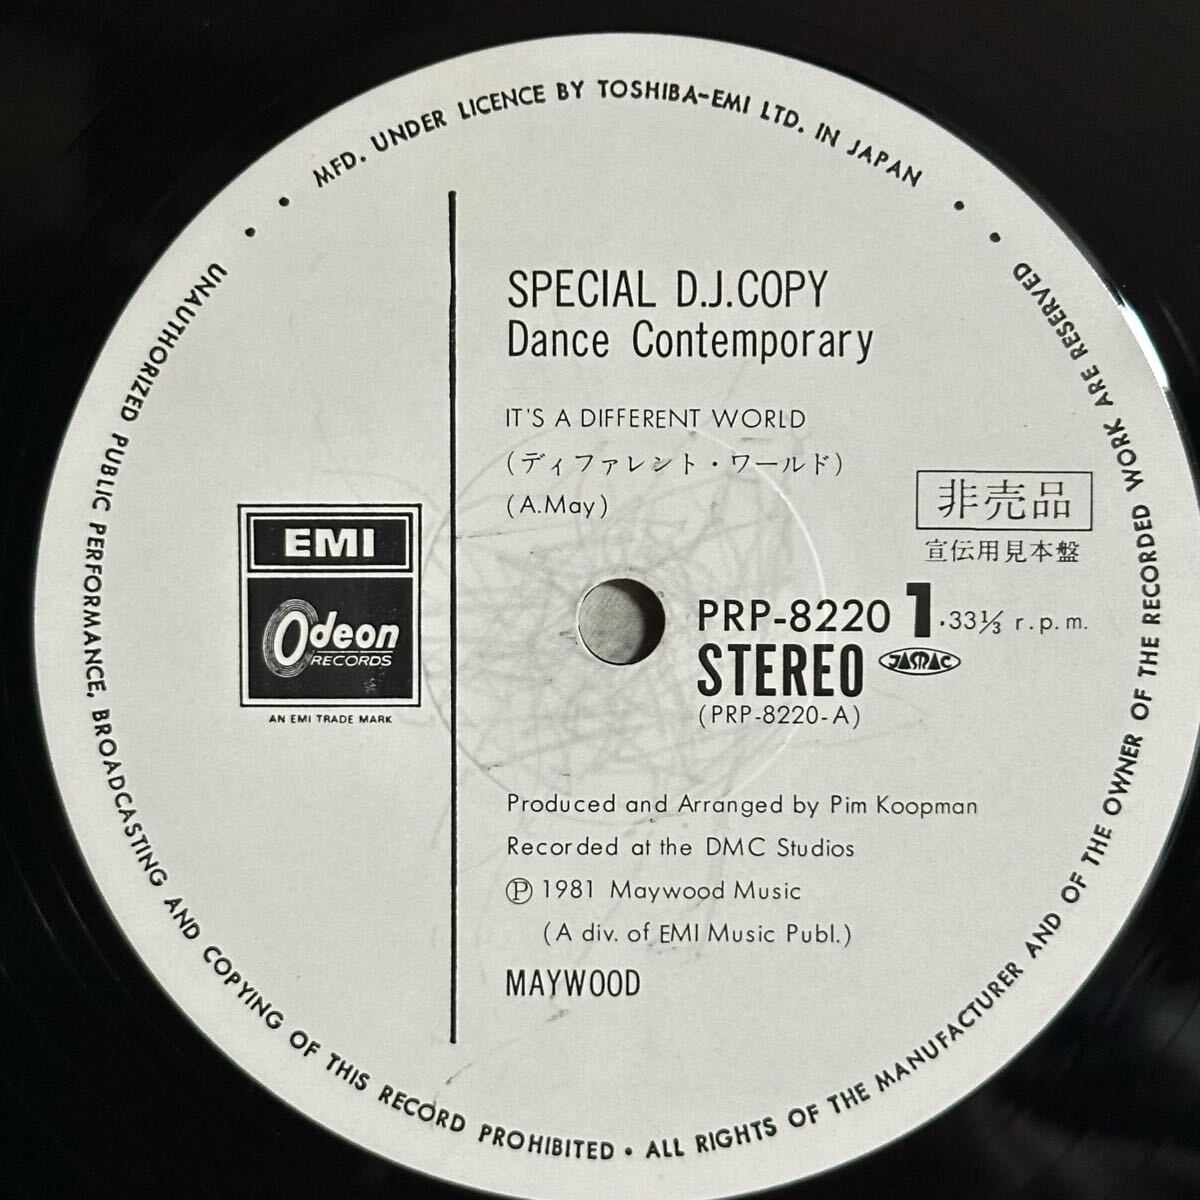 MFD. UNDER LICENCE BY TOSHIBA-EMI LTD. IN JAPAN
SPECIAL D.J.COPY
Dance Contemporary
IT'S A DIFFERENT WORLD
(ディファレント・ワールド)
(A.May)
非売品
宣伝用見本盤
EMI
Odeon
RECORDS
AN EMI TRADE MARK
PRP-8220 1 .33⅓ r.p.m.
STEREO JASRAC
(PRP-8220-A)
Produced and Arranged by Pim Koopman
Recorded at the DMC Studios
Ⓟ 1981 Maywood Music
(A div. of EMI Music Publ.)
MAYWOOD
UNAUTHORIZED PUBLIC PERFORMANCE, BROADCASTING AND COPYING OF THIS RECORD PROHIBITED • ALL RIGHTS OF THE MANUFACTURER AND OF THE OWNER OF THE RECORDED WORK ARE RESERVED